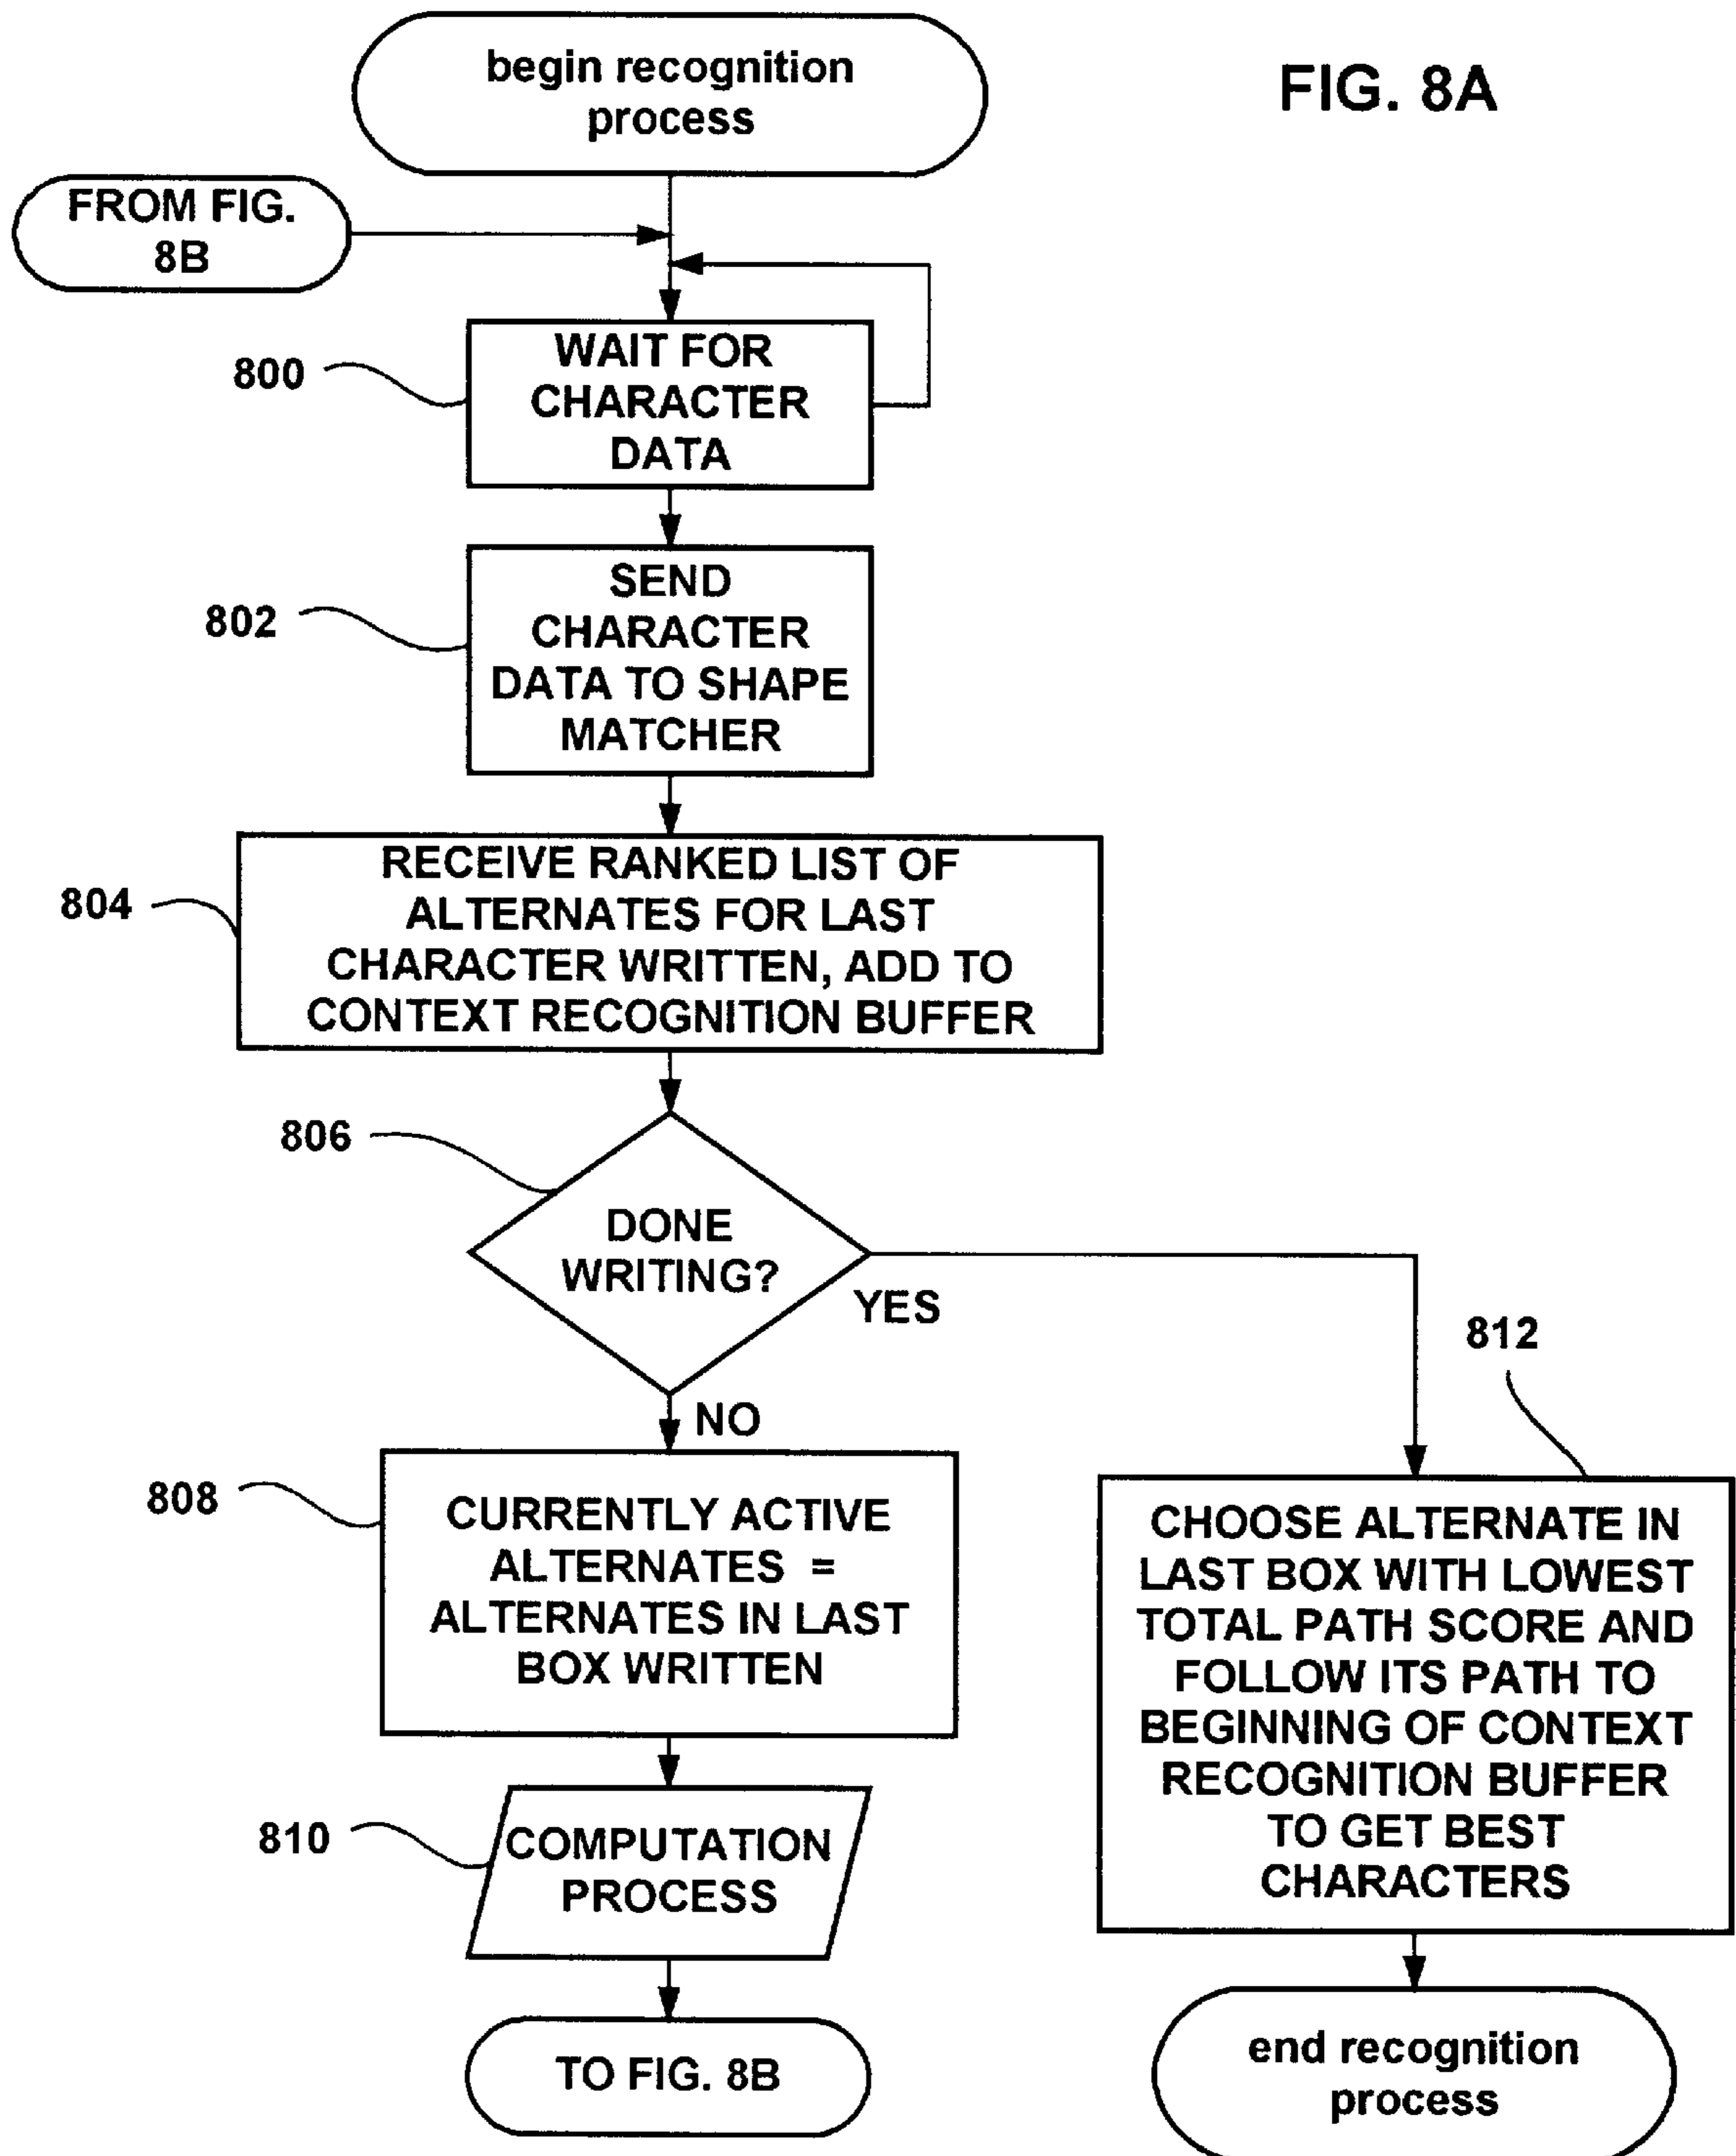 begin recognition
process
FIG. 8A
FROM FIG.
8B
800
WAIT FOR
CHARACTER
DATA
802
SEND
CHARACTER
DATA TO SHAPE
MATCHER
804
RECEIVE RANKED LIST OF
ALTERNATES FOR LAST
CHARACTER WRITTEN, ADD TO
CONTEXT RECOGNITION BUFFER
806
DONE
WRITING?
YES
NO
808
CURRENTLY ACTIVE
ALTERNATES =
ALTERNATES IN LAST
BOX WRITTEN
810
COMPUTATION
PROCESS
TO FIG. 8B
812
CHOOSE ALTERNATE IN
LAST BOX WITH LOWEST
TOTAL PATH SCORE AND
FOLLOW ITS PATH TO
BEGINNING OF CONTEXT
RECOGNITION BUFFER
TO GET BEST
CHARACTERS
end recognition
process